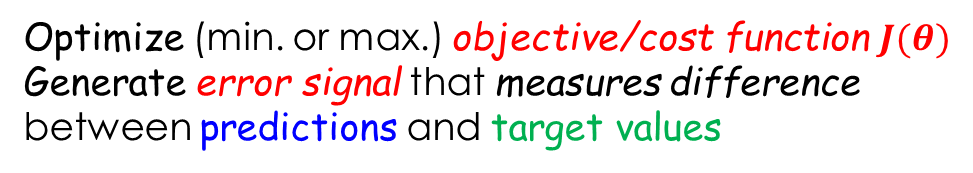 Optimize (min. or max.) objective/cost function J(θ)
Generate error signal that measures difference
between predictions and target values